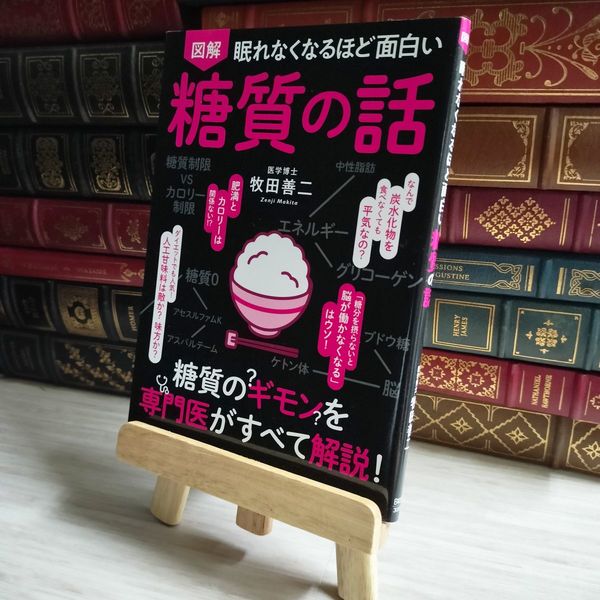 図解
眠れなくなるほど面白い
糖質の話
医学博士
牧田善二
Zenji Makita
糖質制限
VS
カロリー
制限
中性脂肪
なんで
炭水化物を
食べなくても
平気なの？
肥満と
カロリーは
関係ない!?
エネルギー
グリコーゲン
ダイエットでも人気！
人工甘味料は敵か？味方か？
糖質0
アセスルファムK
アスパルテーム
「糖分を摂らないと
脳が働かなくなる」
はウソ！
ブドウ糖
ケトン体
脳
糖質の？ギモン？を
専門医がすべて解説！
HENRY
JAMES
NATHANIEL
HAWTHORNE